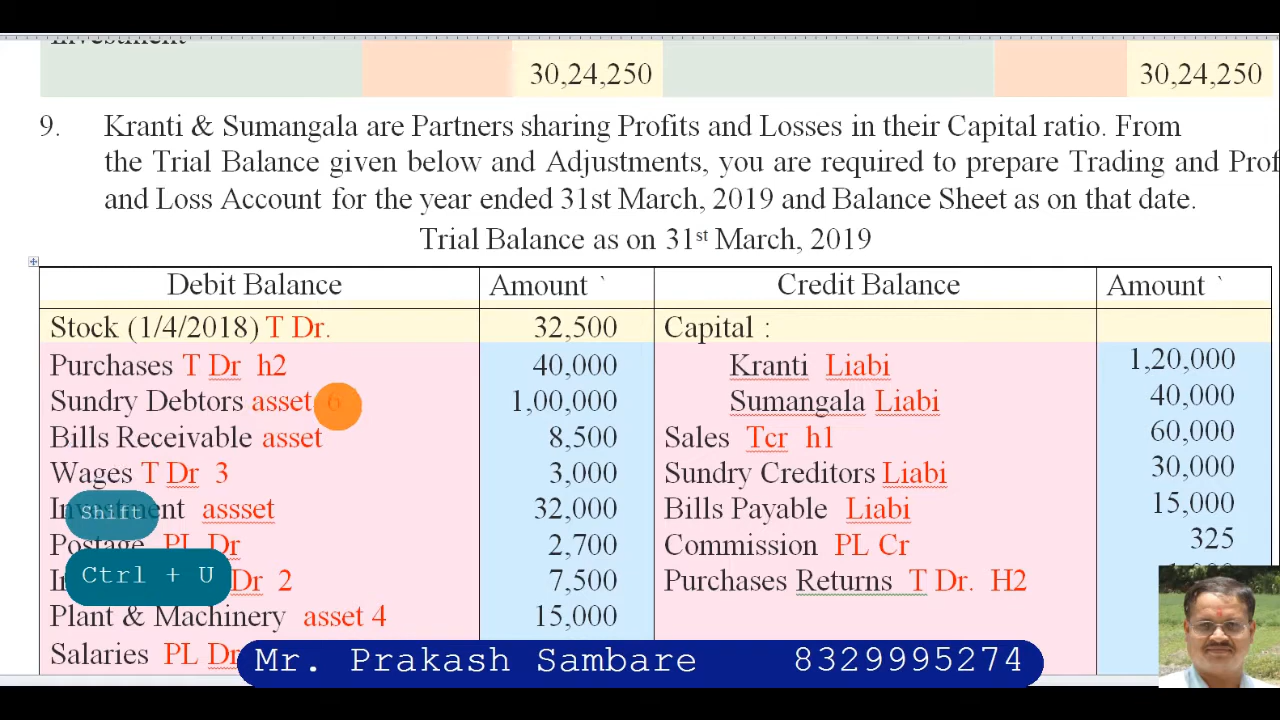 30,24,250 30,24,250
9. Kranti & Sumangala are Partners sharing Profits and Losses in their Capital ratio. From
the Trial Balance given below and Adjustments, you are required to prepare Trading and Prof
and Loss Account for the year ended 31st March, 2019 and Balance Sheet as on that date.
Trial Balance as on 31st March, 2019
Debit Balance Amount ` Credit Balance Amount `
Stock (1/4/2018) T Dr. 32,500 Capital :
Purchases T Dr h2 40,000 Kranti Liabi 1,20,000
Sundry Debtors asset 6 1,00,000 Sumangala Liabi 40,000
Bills Receivable asset 8,500 Sales Tcr h1 60,000
Wages T Dr 3 3,000 Sundry Creditors Liabi 30,000
assset 32,000 Bills Payable Liabi 15,000
Shift
Postage PL Dr 2,700 Commission PL Cr 325
Ctrl + U
Dr 2 7,500 Purchases Returns T Dr. H2
Plant & Machinery asset 4 15,000
Salaries PL Dr
Mr. Prakash Sambare 8329995274